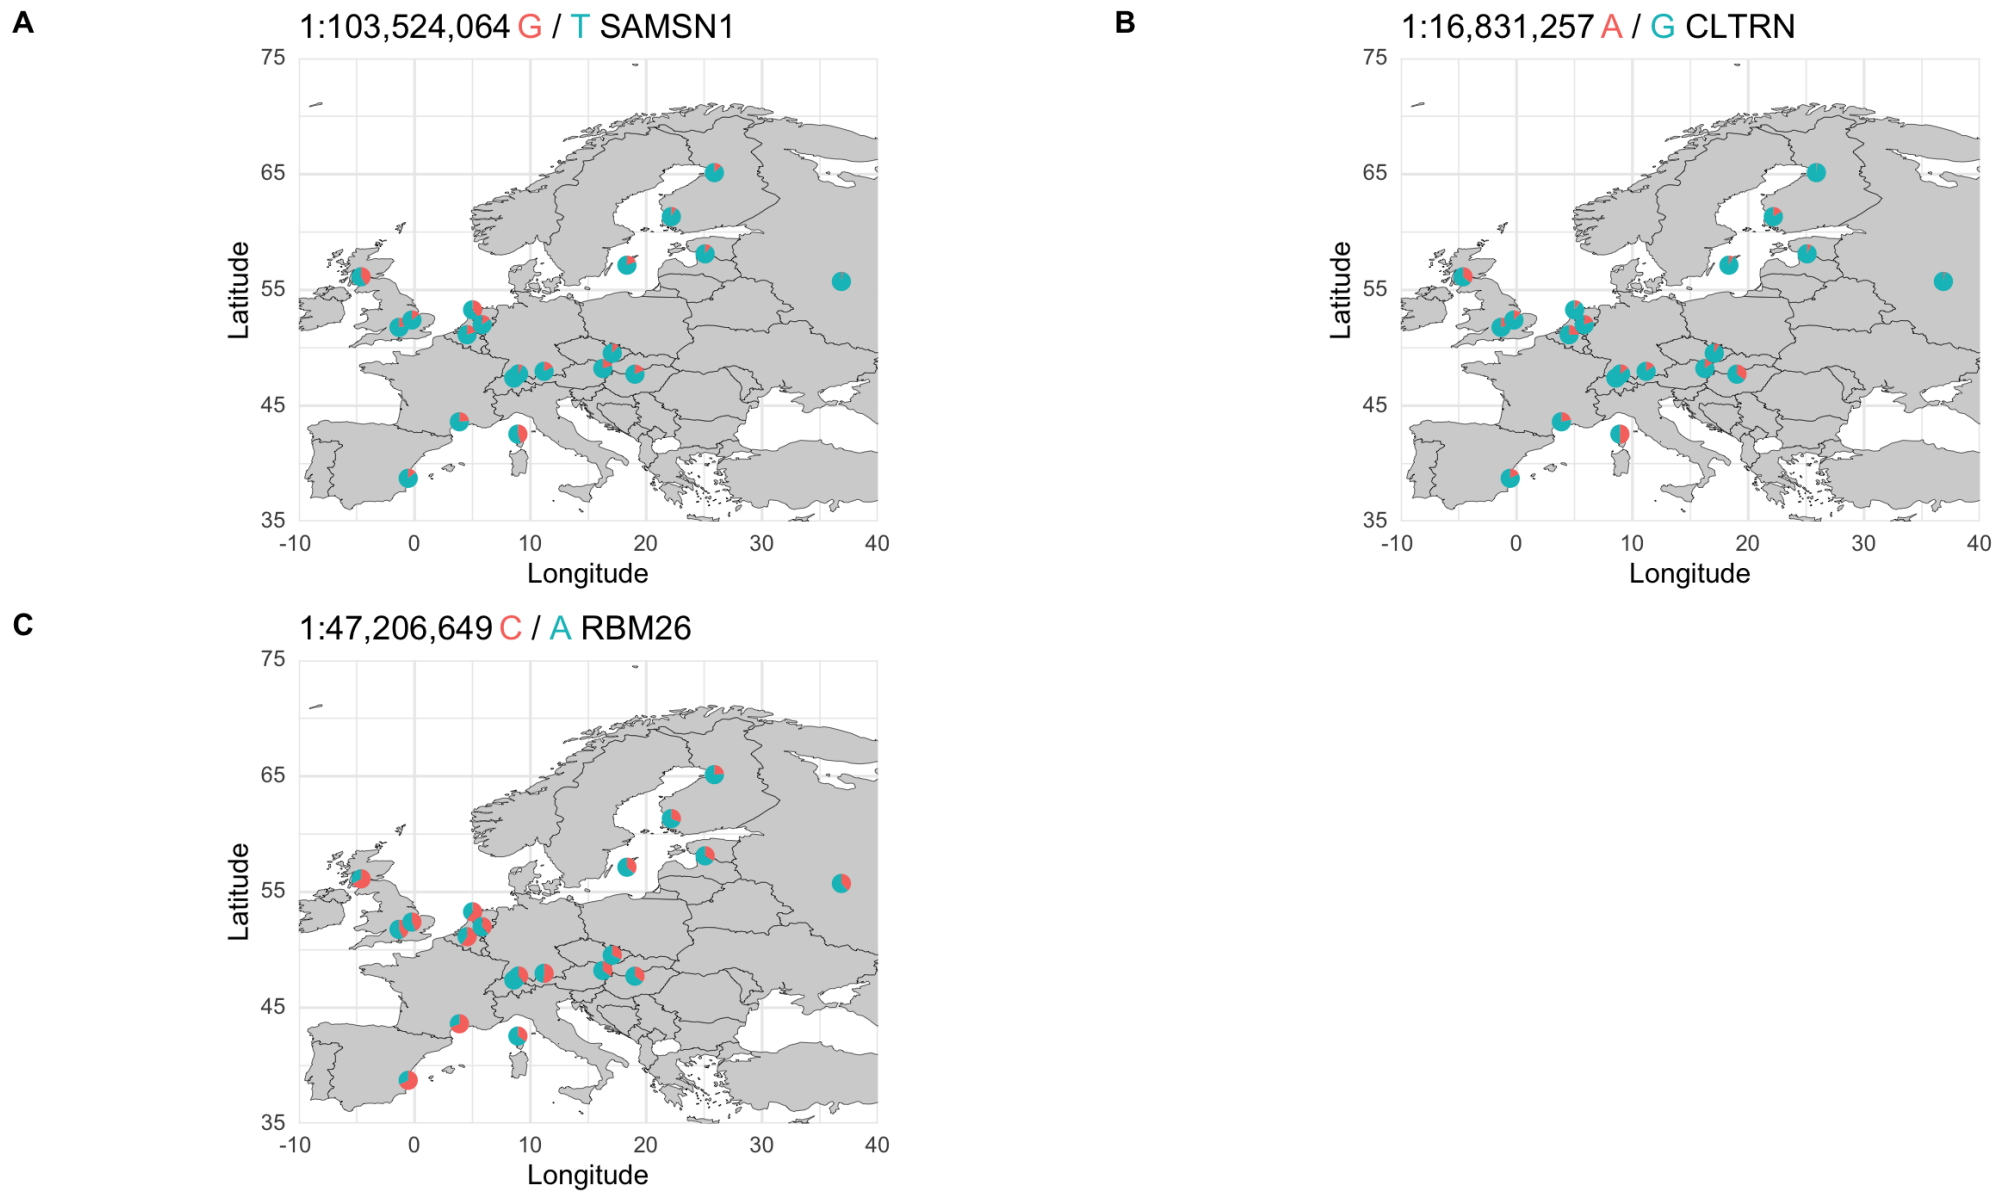 A
1:103,524,064 G / T SAMSN1
75
65
55
45
35
Latitude
-10 0 10 20 30 40
Longitude
B
1:16,831,257 A / G CLTRN
75
65
55
45
35
Latitude
-10 0 10 20 30 40
Longitude
C
1:47,206,649 C / A RBM26
75
65
55
45
35
Latitude
-10 0 10 20 30 40
Longitude